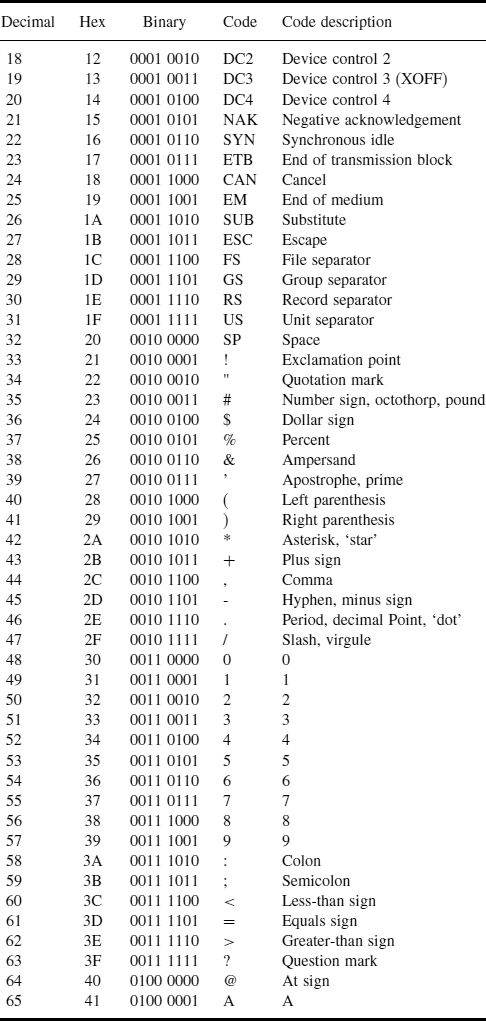 Decimal Hex Binary Code Code description
18 12 0001 0010 DC2 Device control 2
19 13 0001 0011 DC3 Device control 3 (XOFF)
20 14 0001 0100 DC4 Device control 4
21 15 0001 0101 NAK Negative acknowledgement
22 16 0001 0110 SYN Synchronous idle
23 17 0001 0111 ETB End of transmission block
24 18 0001 1000 CAN Cancel
25 19 0001 1001 EM End of medium
26 1A 0001 1010 SUB Substitute
27 1B 0001 1011 ESC Escape
28 1C 0001 1100 FS File separator
29 1D 0001 1101 GS Group separator
30 1E 0001 1110 RS Record separator
31 1F 0001 1111 US Unit separator
32 20 0010 0000 SP Space
33 21 0010 0001 ! Exclamation point
34 22 0010 0010 " Quotation mark
35 23 0010 0011 # Number sign, octothorp, pound
36 24 0010 0100 $ Dollar sign
37 25 0010 0101 % Percent
38 26 0010 0110 & Ampersand
39 27 0010 0111 ’ Apostrophe, prime
40 28 0010 1000 ( Left parenthesis
41 29 0010 1001 ) Right parenthesis
42 2A 0010 1010 * Asterisk, ‘star’
43 2B 0010 1011 + Plus sign
44 2C 0010 1100 , Comma
45 2D 0010 1101 - Hyphen, minus sign
46 2E 0010 1110 . Period, decimal Point, ‘dot’
47 2F 0010 1111 / Slash, virgule
48 30 0011 0000 0 0
49 31 0011 0001 1 1
50 32 0011 0010 2 2
51 33 0011 0011 3 3
52 34 0011 0100 4 4
53 35 0011 0101 5 5
54 36 0011 0110 6 6
55 37 0011 0111 7 7
56 38 0011 1000 8 8
57 39 0011 1001 9 9
58 3A 0011 1010 : Colon
59 3B 0011 1011 ; Semicolon
60 3C 0011 1100 < Less-than sign
61 3D 0011 1101 = Equals sign
62 3E 0011 1110 > Greater-than sign
63 3F 0011 1111 ? Question mark
64 40 0100 0000 @ At sign
65 41 0100 0001 A A